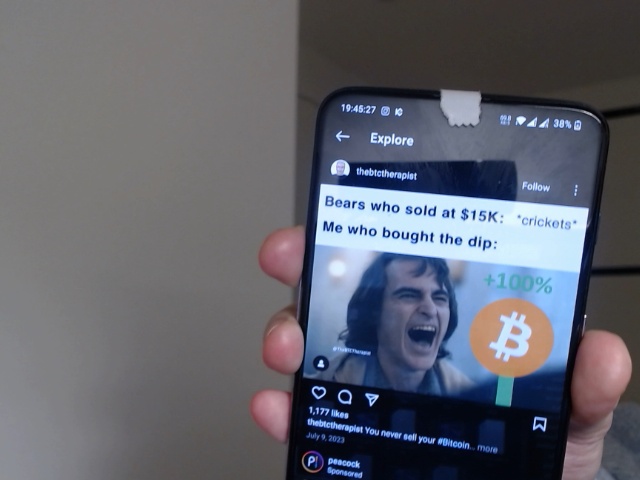 19:45:27
38%
Explore
thebtctherapist
Follow
Bears who sold at $15K: *crickets*
Me who bought the dip:
+100%
@TheBTCTherapist
1,177 likes
thebtctherapist You never sell your #Bitcoin... more
July 9, 2023
peacock
Sponsored